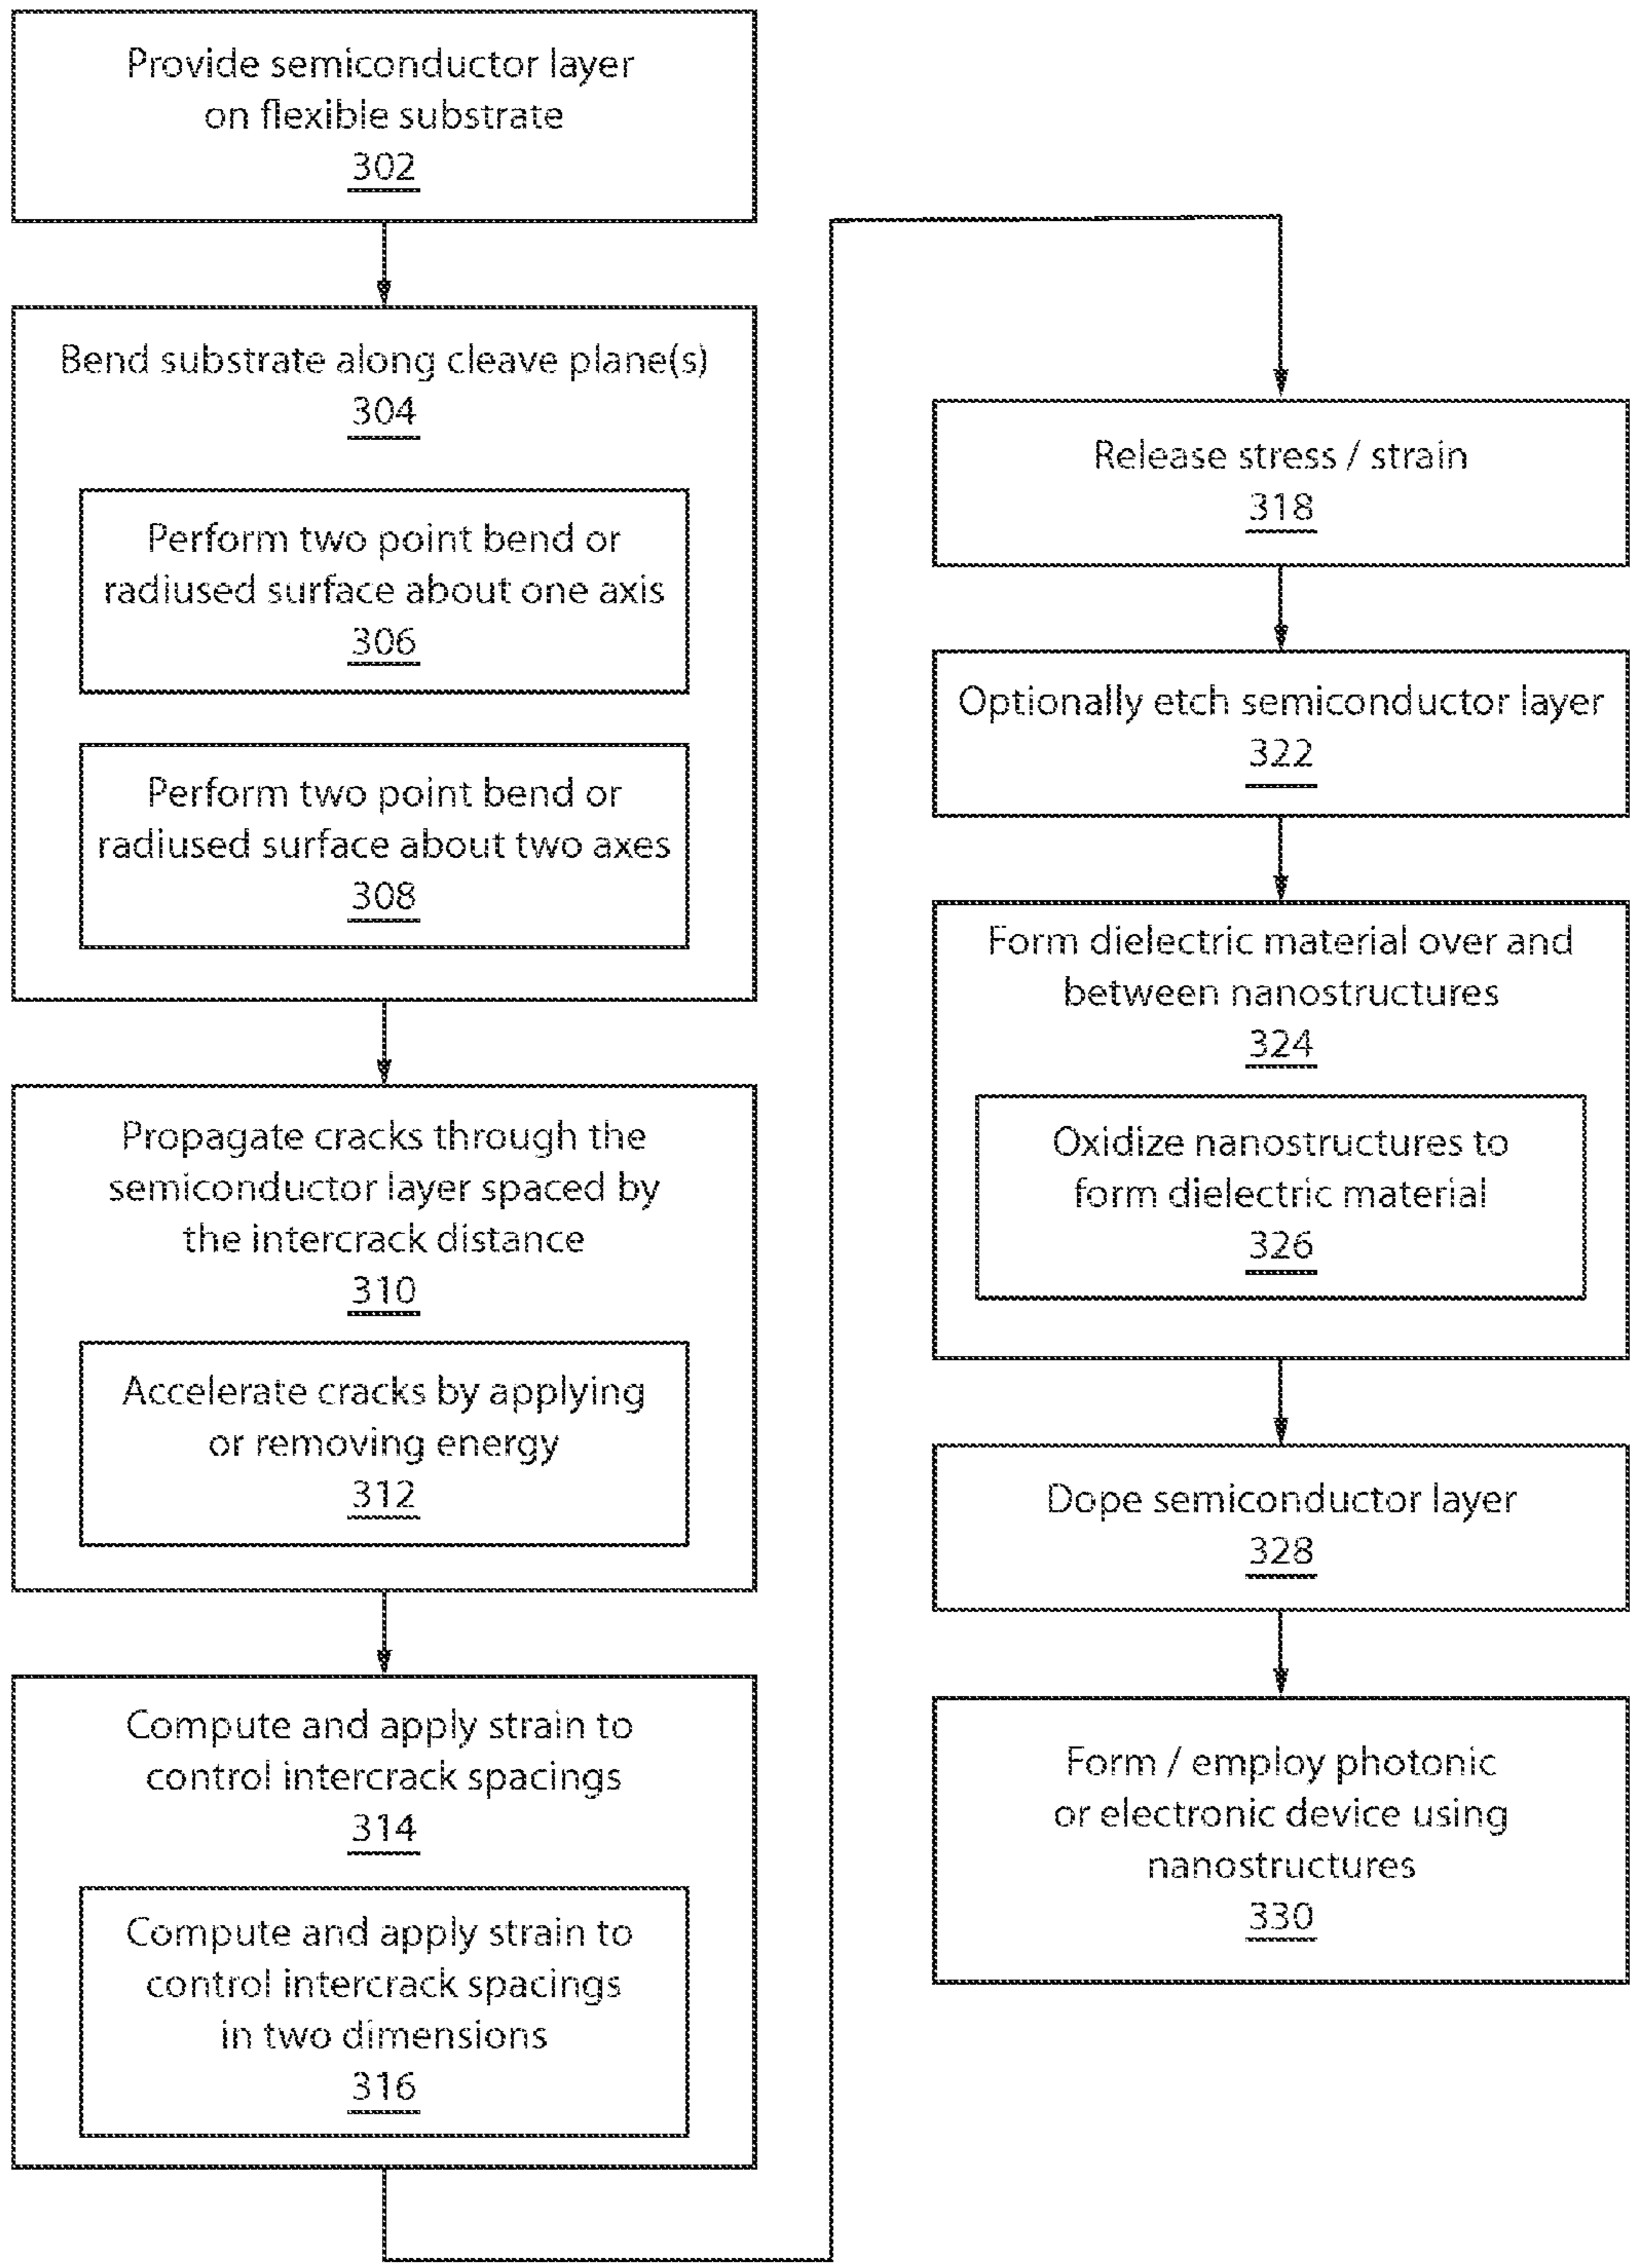 Provide semiconductor layer
on flexible substrate
302
Bend substrate along cleave plane(s)
304
Perform two point bend or
radiused surface about one axis
306
Perform two point bend or
radiused surface about two axes
308
Propagate cracks through the
semiconductor layer spaced by
the intercrack distance
310
Accelerate cracks by applying
or removing energy
312
Compute and apply strain to
control intercrack spacings
314
Compute and apply strain to
control intercrack spacings
in two dimensions
316
Release stress / strain
318
Optionally etch semiconductor layer
322
Form dielectric material over and
between nanostructures
324
Oxidize nanostructures to
form dielectric material
326
Dope semiconductor layer
328
Form / employ photonic
or electronic device using
nanostructures
330